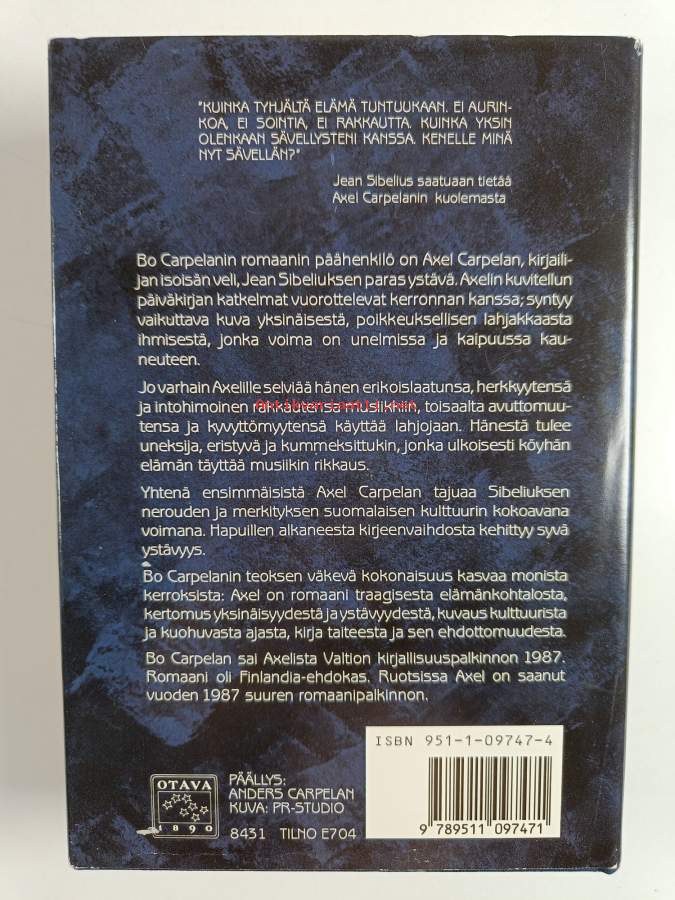 "KUINKA TYHJÄLTÄ ELÄMÄ TUNTUUKAAN. EI AURIN-
KOA, EI SOINTIA, EI RAKKAUTTA. KUINKA YKSIN
OLENKAAN SÄVELLYSTENI KANSSA. KENELLE MINÄ
NYT SÄVELLÄN?"
Jean Sibelius saatuaan tietää
Axel Carpelanin kuolemasta
Bo Carpelanin romaanin päähenkilö on Axel Carpelan, kirjaili-
jan isoisän veli, Jean Sibeliuksen paras ystävä. Axelin kuvitellun
päiväkirjan katkelmat vuorottelevat kerronnan kanssa; syntyy
vaikuttava kuva yksinäisestä, poikkeuksellisen lahjakkaasta
ihmisestä, jonka voima on unelmissa ja kaipuussa kau-
neuteen.
Jo varhain Axelille selviää hänen erikoislaatunsa, herkkyytensä
ja intohimoinen rakkautensa musiikkiin, toisaalta avuttomuu-
tensa ja kyvyttömyytensä käyttää lahjojaan. Hänestä tulee
uneksija, eristyvä ja kummeksittukin, jonka ulkoisesti köyhän
elämän täyttää musiikin rikkaus.
Yhtenä ensimmäisistä Axel Carpelan tajuaa Sibeliuksen
nerouden ja merkityksen suomalaisen kulttuurin kokoavana
voimana. Hapuillen alkaneesta kirjeenvaihdosta kehittyy syvä
ystävyys.
Bo Carpelanin teoksen väkevä kokonaisuus kasvaa monista
kerroksista: Axel on romaani traagisesta elämänkohtalosta,
kertomus yksinäisyydestä ja ystävyydestä, kuvaus kulttuurista
ja kuohuvasta ajasta, kirja taiteesta ja sen ehdottomuudesta.
Bo Carpelan sai Axelista Valtion kirjallisuuspalkinnon 1987.
Romaani oli Finlandia-ehdokas. Ruotsissa Axel on saanut
vuoden 1987 suuren romaanipalkinnon.
ISBN 951-1-09747-4
9 789511 097471
OTAVA
1890
PÄÄLLYS:
ANDERS CARPELAN
KUVA: PR-STUDIO
8431 TILNO E704